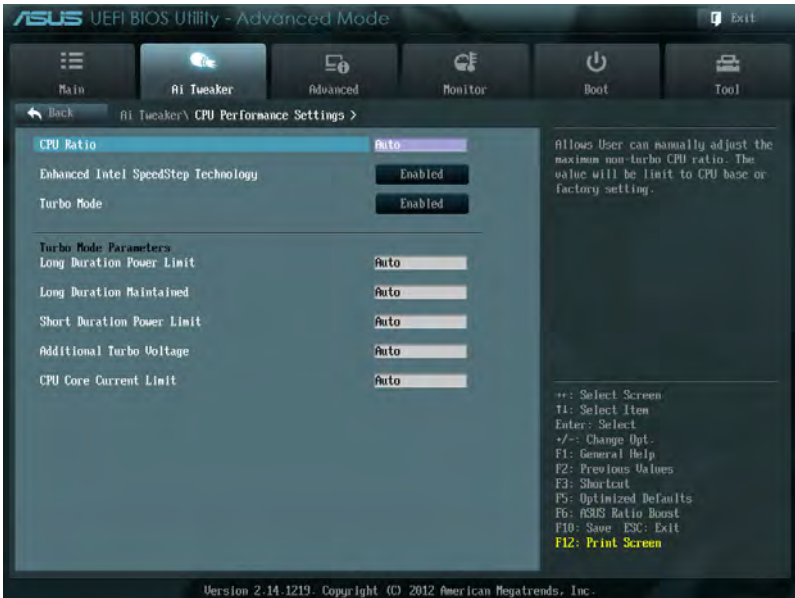 ASUS UEFI BIOS Utility - Advanced Mode
Exit
Main
Ai Tweaker
Advanced
Monitor
Boot
Tool
Back
Ai Tweaker\ CPU Performance Settings >
CPU Ratio
Auto
Enhanced Intel SpeedStep Technology
Enabled
Turbo Mode
Enabled
Turbo Mode Parameters
Long Duration Power Limit
Auto
Long Duration Maintained
Auto
Short Duration Power Limit
Auto
Additional Turbo Voltage
Auto
CPU Core Current Limit
Auto
Allows User can manually adjust the
maximum non-turbo CPU ratio. The
value will be limit to CPU base or
factory setting.
→←: Select Screen
↑↓: Select Item
Enter: Select
+/-: Change Opt.
F1: General Help
F2: Previous Values
F3: Shortcut
F5: Optimized Defaults
F6: ASUS Ratio Boost
F10: Save ESC: Exit
F12: Print Screen
Version 2.14.1219. Copyright (C) 2012 American Megatrends, Inc.